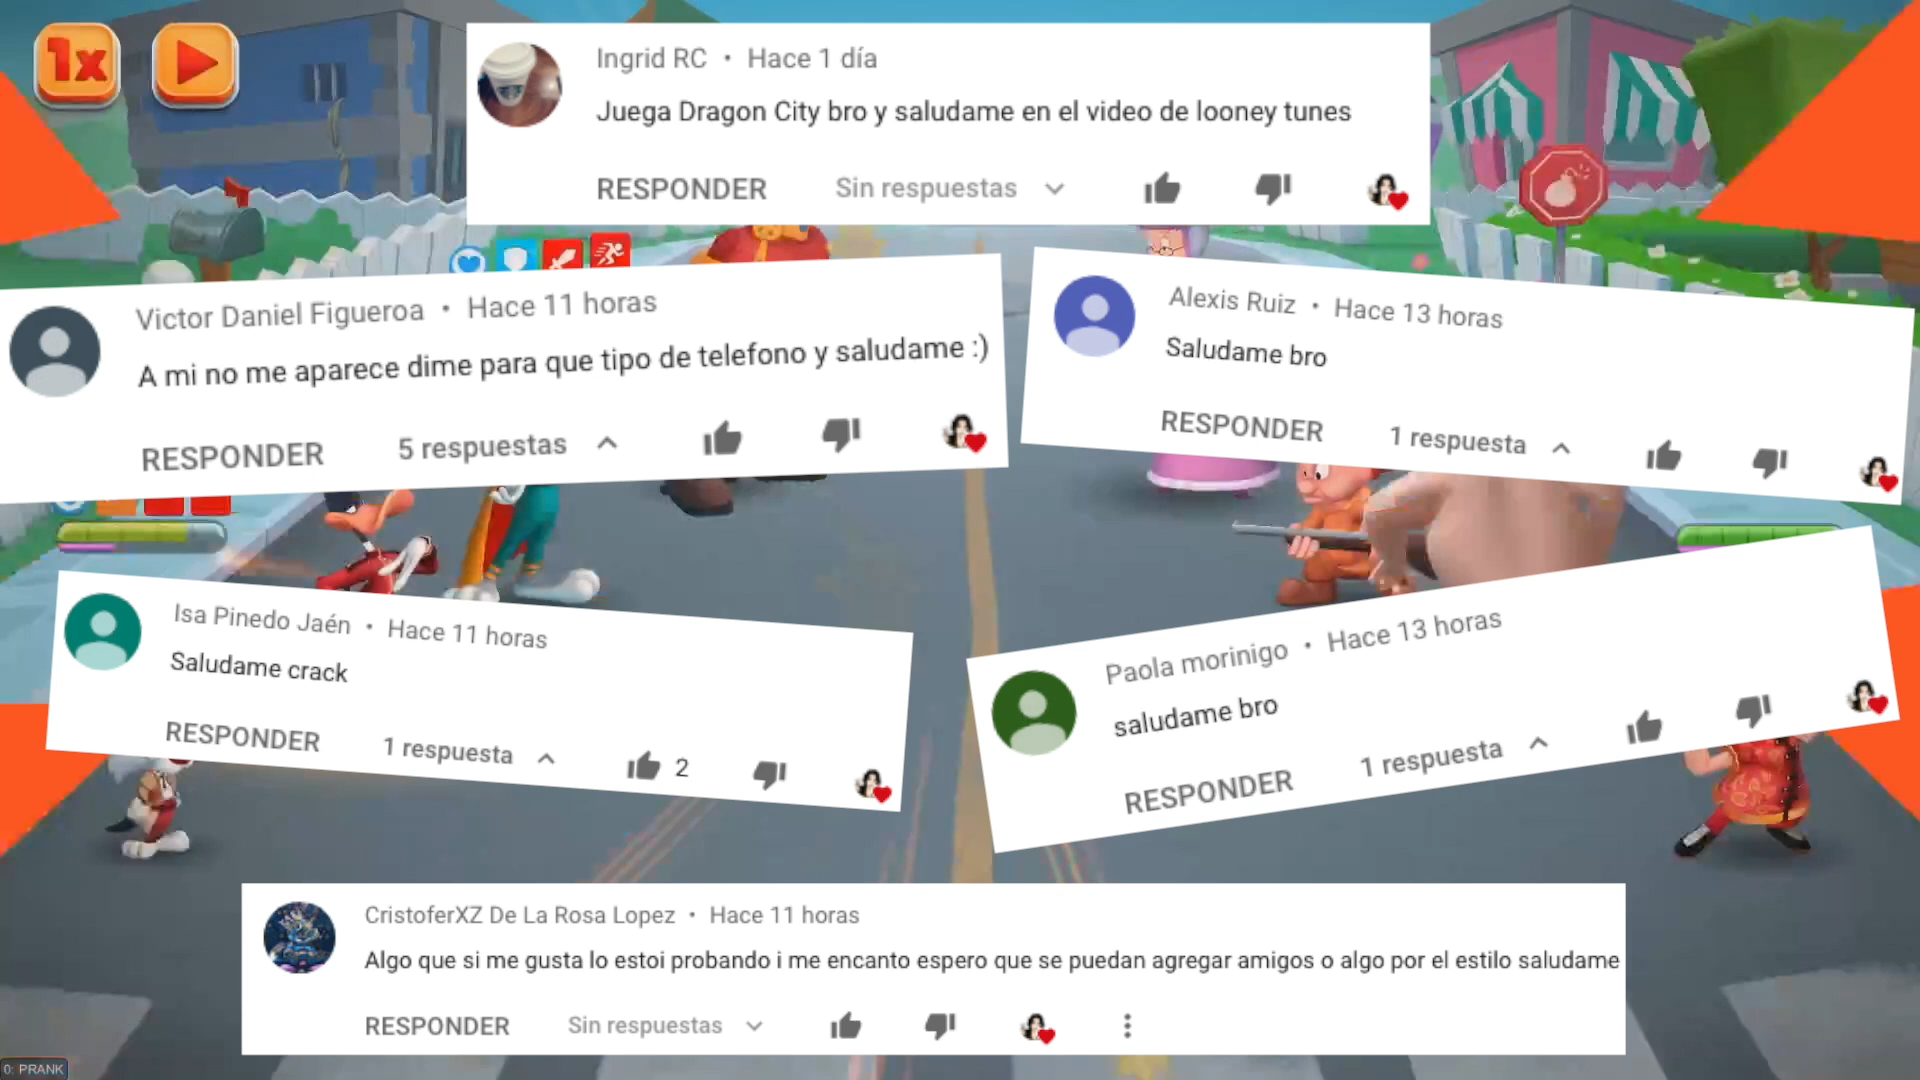 1x
Ingrid RC • Hace 1 día
Juega Dragon City bro y saludame en el video de looney tunes
RESPONDER Sin respuestas
Victor Daniel Figueroa • Hace 11 horas
A mi no me aparece dime para que tipo de telefono y saludame :)
RESPONDER 5 respuestas
Alexis Ruiz • Hace 13 horas
Saludame bro
RESPONDER 1 respuesta
Isa Pinedo Jaén • Hace 11 horas
Saludame crack
RESPONDER 1 respuesta 2
Paola morinigo • Hace 13 horas
saludame bro
RESPONDER 1 respuesta
CristoferXZ De La Rosa Lopez • Hace 11 horas
Algo que si me gusta lo estoi probando i me encanto espero que se puedan agregar amigos o algo por el estilo saludame
RESPONDER Sin respuestas
0: PRANK